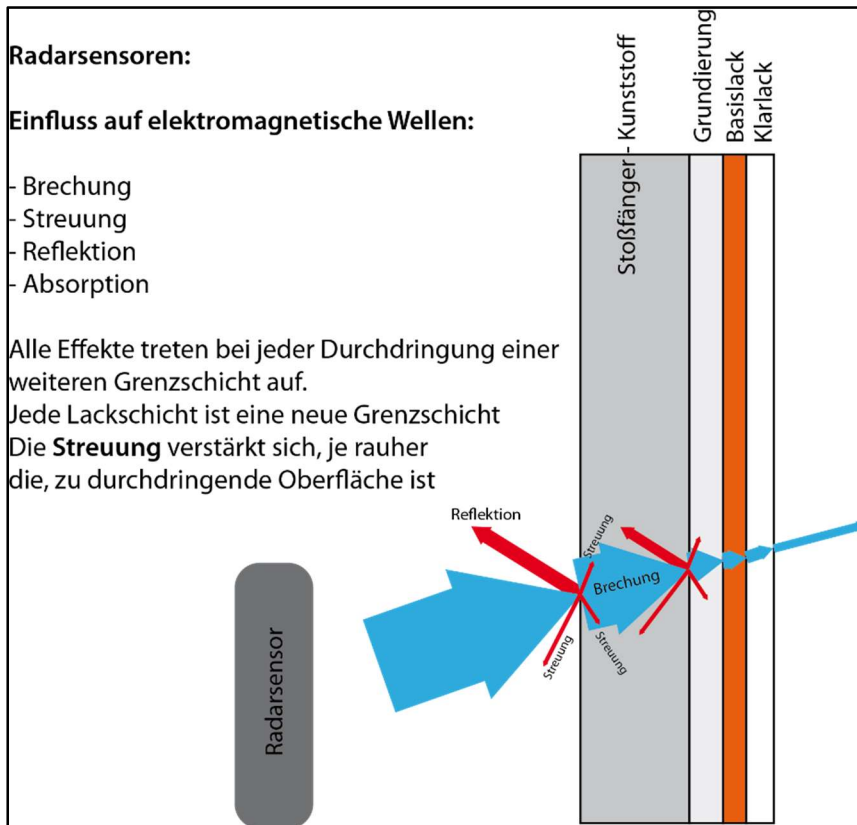 Radarsensoren:
Einfluss auf elektromagnetische Wellen:
- Brechung
- Streuung
- Reflektion
- Absorption
Alle Effekte treten bei jeder Durchdringung einer
weiteren Grenzschicht auf.
Jede Lackschicht ist eine neue Grenzschicht
Die Streuung verstärkt sich, je rauher
die, zu durchdringende Oberfläche ist
Stoßfänger - Kunststoff
Grundierung
Basislack
Klarlack
Reflektion
Streuung
Brechung
Streuung
Streuung
Radarsensor